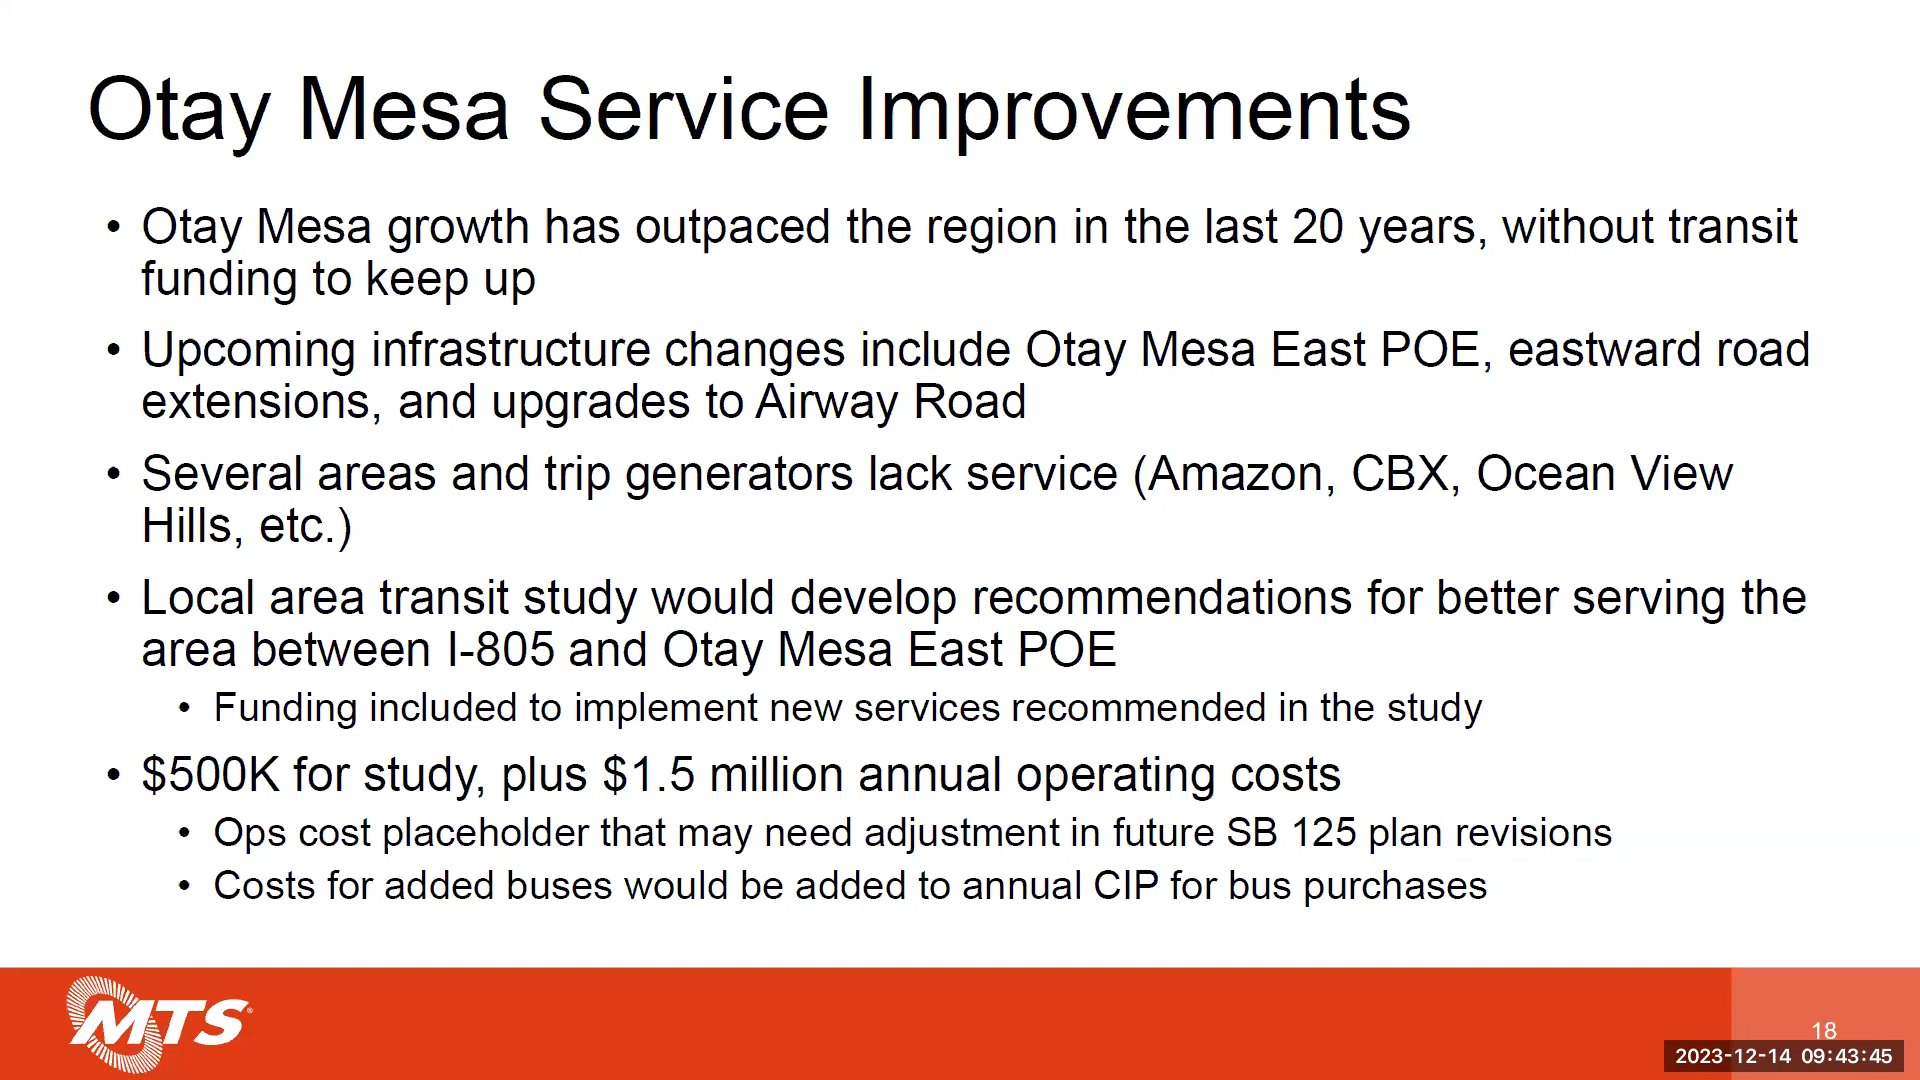 Otay Mesa Service Improvements
• Otay Mesa growth has outpaced the region in the last 20 years, without transit
funding to keep up
• Upcoming infrastructure changes include Otay Mesa East POE, eastward road
extensions, and upgrades to Airway Road
• Several areas and trip generators lack service (Amazon, CBX, Ocean View
Hills, etc.)
• Local area transit study would develop recommendations for better serving the
area between I-805 and Otay Mesa East POE
• Funding included to implement new services recommended in the study
• $500K for study, plus $1.5 million annual operating costs
• Ops cost placeholder that may need adjustment in future SB 125 plan revisions
• Costs for added buses would be added to annual CIP for bus purchases
MTS®
18
2023-12-14 09:43:45